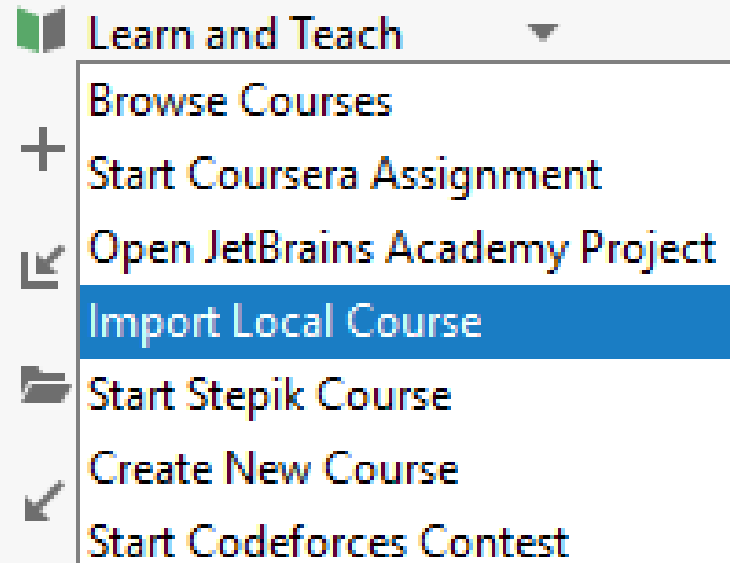 Learn and Teach
Browse Courses
Start Coursera Assignment
Open JetBrains Academy Project
Import Local Course
Start Stepik Course
Create New Course
Start Codeforces Contest